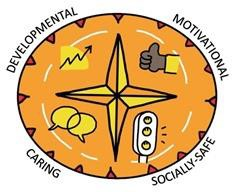 DEVELOPMENTAL
MOTIVATIONAL
CARING
SOCIALLY-SAFE